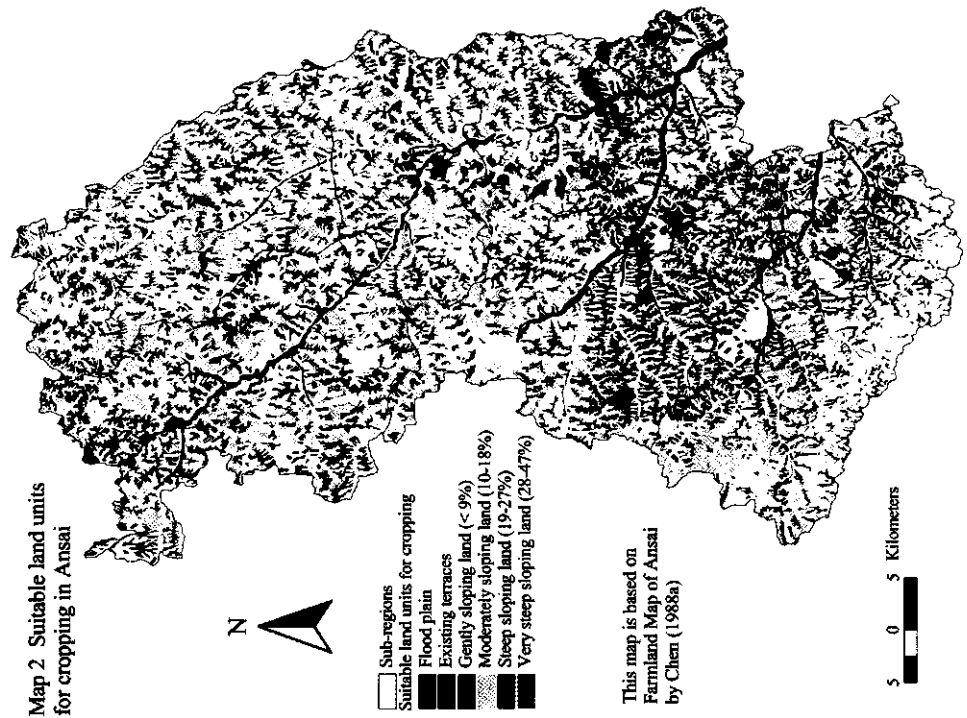 Map 2 Suitable land units
for cropping in Ansai
N
Sub-regions
Suitable land units for cropping
Flood plain
Existing terraces
Gently sloping land (< 9%)
Moderately sloping land (10-18%)
Steep sloping land (19-27%)
Very steep sloping land (28-47%)
This map is based on
Farmland Map of Ansai
by Chen (1988a)
5 0 5 Kilometers